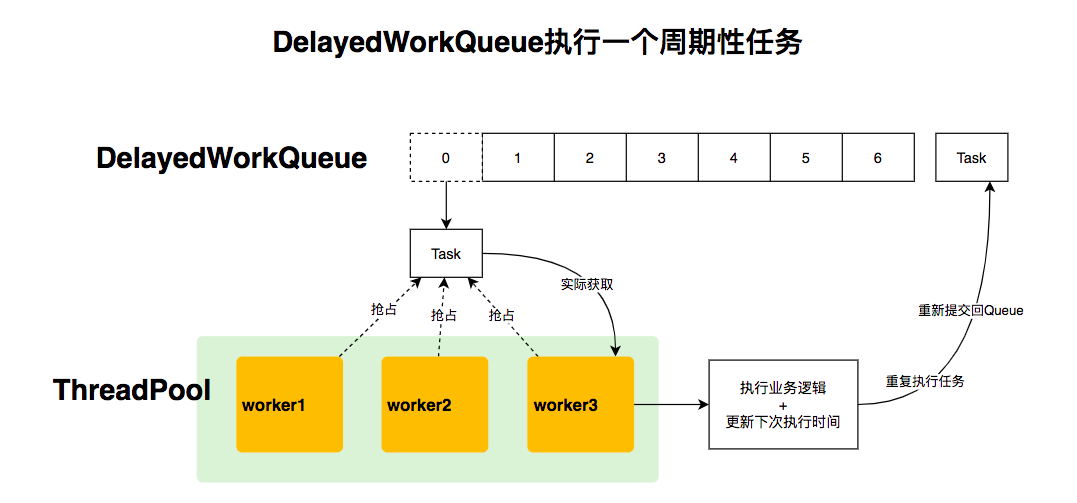 DelayedWorkQueue执行一个周期性任务
DelayedWorkQueue
0
1
2
3
4
5
6
Task
Task
实际获取
抢占
抢占
抢占
重新提交回Queue
ThreadPool
worker1
worker2
worker3
执行业务逻辑
+
更新下次执行时间
重复执行任务